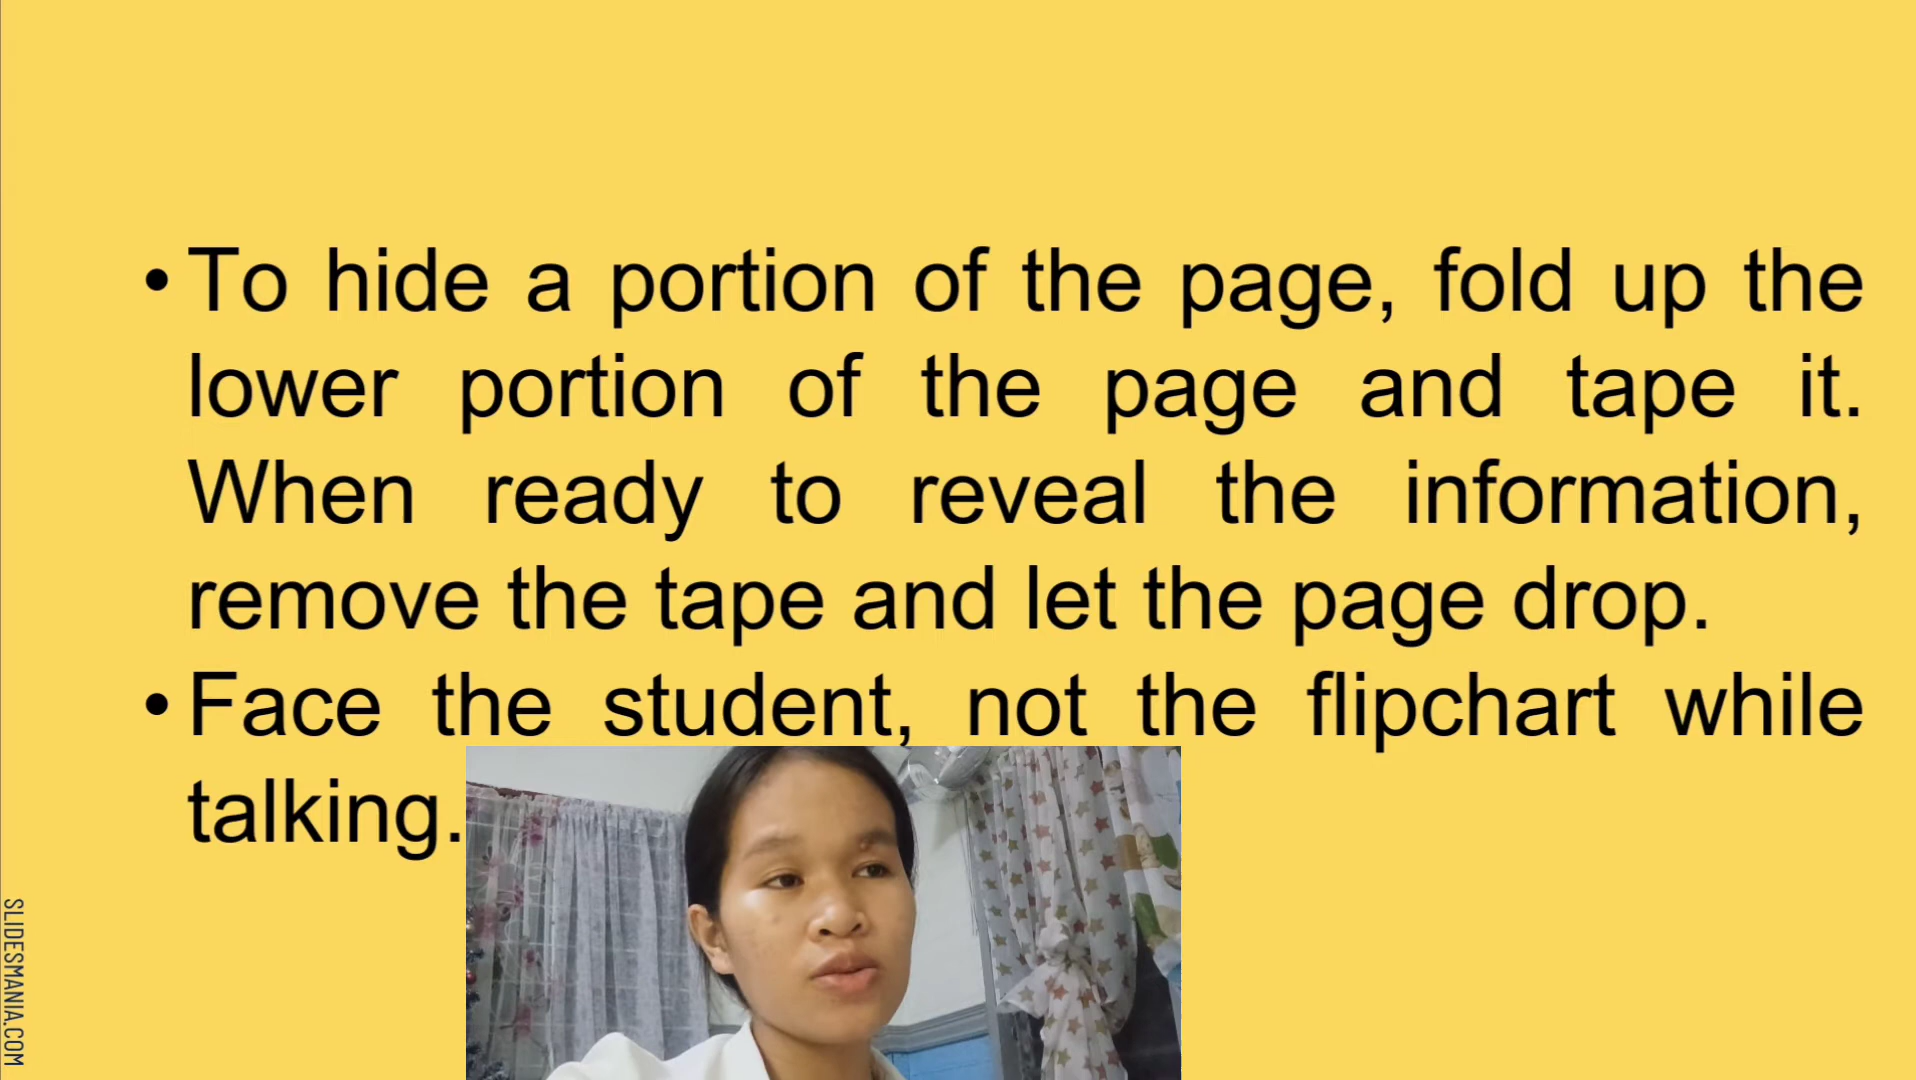 • To hide a portion of the page, fold up the
lower portion of the page and tape it.
When ready to reveal the information,
remove the tape and let the page drop.
• Face the student, not the flipchart while
talking.
SLIDESMANIA.COM